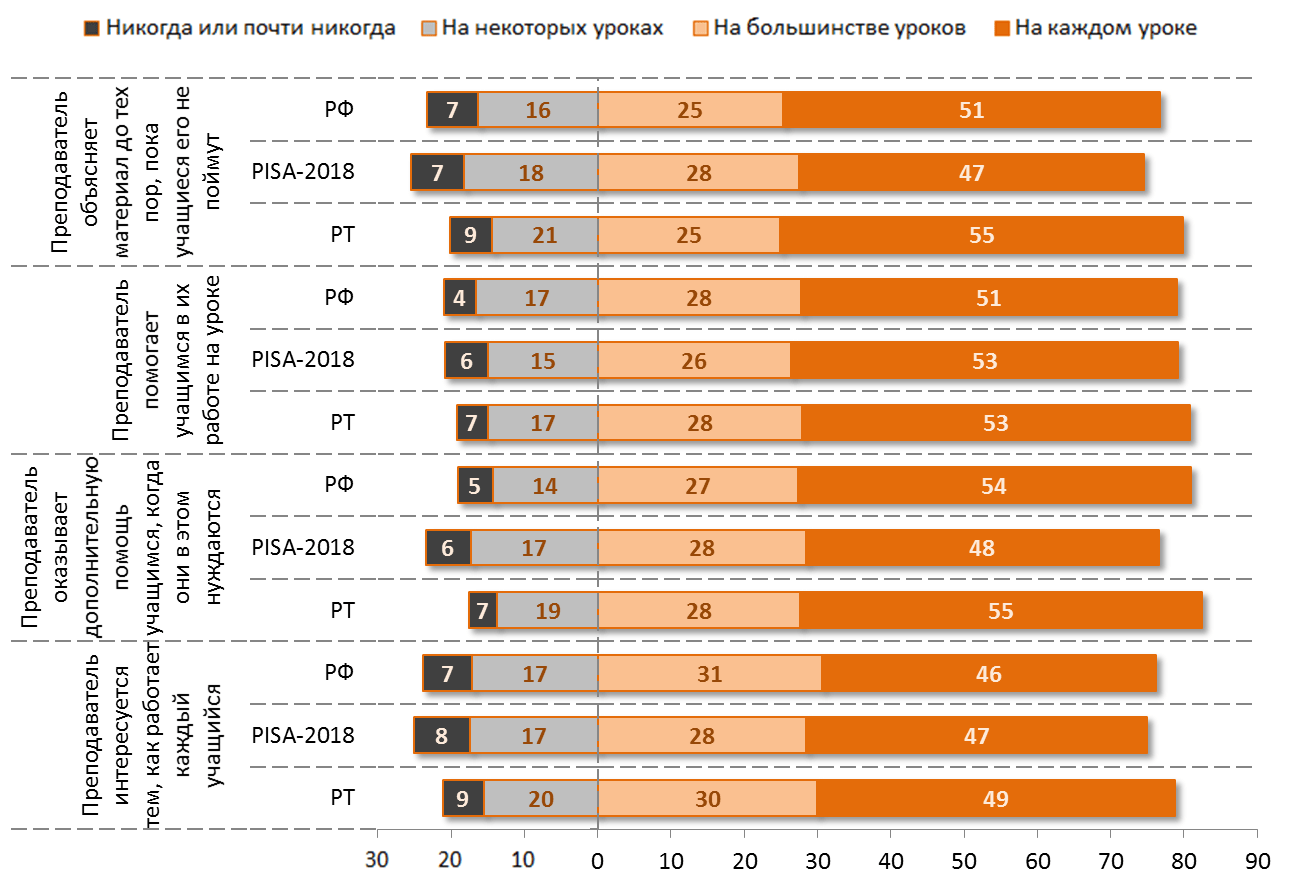 Никогда или почти никогда На некоторых уроках На большинстве уроков На каждом уроке
Преподаватель
объясняет
материал до тех
пор, пока
учащиеся его не
поймут
РФ 7 16 25 51
PISA-2018 7 18 28 47
РТ 9 21 25 55
Преподаватель
помогает
учащимся в их
работе на уроке
РФ 4 17 28 51
PISA-2018 6 15 26 53
РТ 7 17 28 53
Преподаватель
оказывает
дополнительную
помощь
учащимся, когда
они в этом
нуждаются
РФ 5 14 27 54
PISA-2018 6 17 28 48
РТ 7 19 28 55
Преподаватель
интересуется
тем, как работает
каждый
учащийся
РФ 7 17 31 46
PISA-2018 8 17 28 47
РТ 9 20 30 49
30 20 10 0 10 20 30 40 50 60 70 80 90